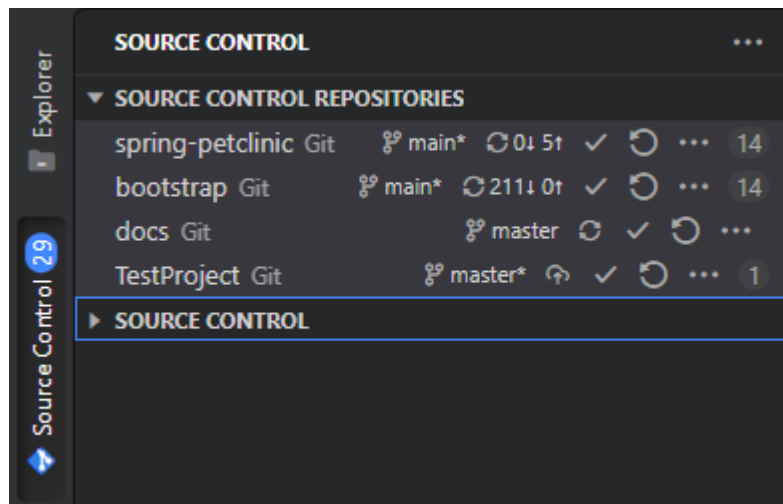 SOURCE CONTROL
SOURCE CONTROL REPOSITORIES
spring-petclinic Git main* 0↓ 5↑ 14
bootstrap Git main* 211↓ 0↑ 14
docs Git master
TestProject Git master* 1
SOURCE CONTROL
Explorer
Source Control 29